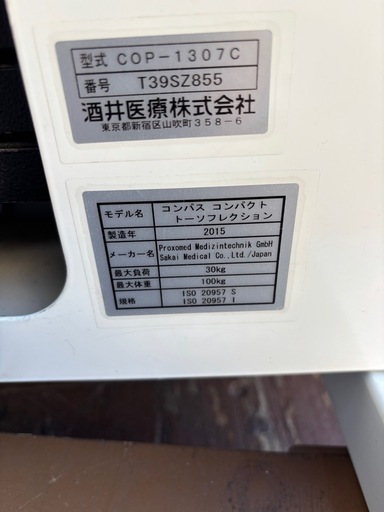 型式 COP-1307C
番号 T39SZ855
酒井医療株式会社
東京都新宿区山吹町358-6
モデル名 コンパス コンパクト
トーソフレクション
製造年 2015
メーカー名 Proxomed Medizintechnik GmbH
Sakai Medical Co.,Ltd./Japan
最大負荷 30kg
最大体重 100kg
規格 ISO 20957 S
ISO 20957 I